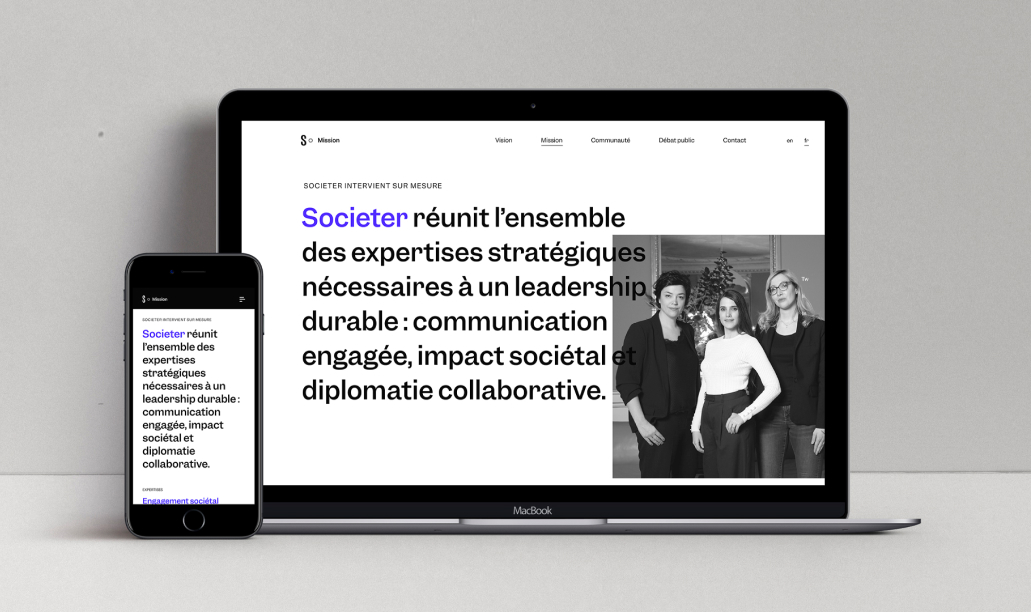 S Mission
Vision
Mission
Communauté
Débat public
Contact
en
fr
SOCIETER INTERVIENT SUR MESURE
Societer réunit l’ensemble
des expertises stratégiques
nécessaires à un leadership
durable : communication
engagée, impact sociétal et
diplomatie collaborative.
Tw
MacBook
S Mission
SOCIETER INTERVIENT SUR MESURE
Societer réunit
l’ensemble des
expertises
stratégiques
nécessaires à un
leadership durable :
communication
engagée, impact
sociétal et
diplomatie
collaborative.
EXPERTISES
Engagement sociétal